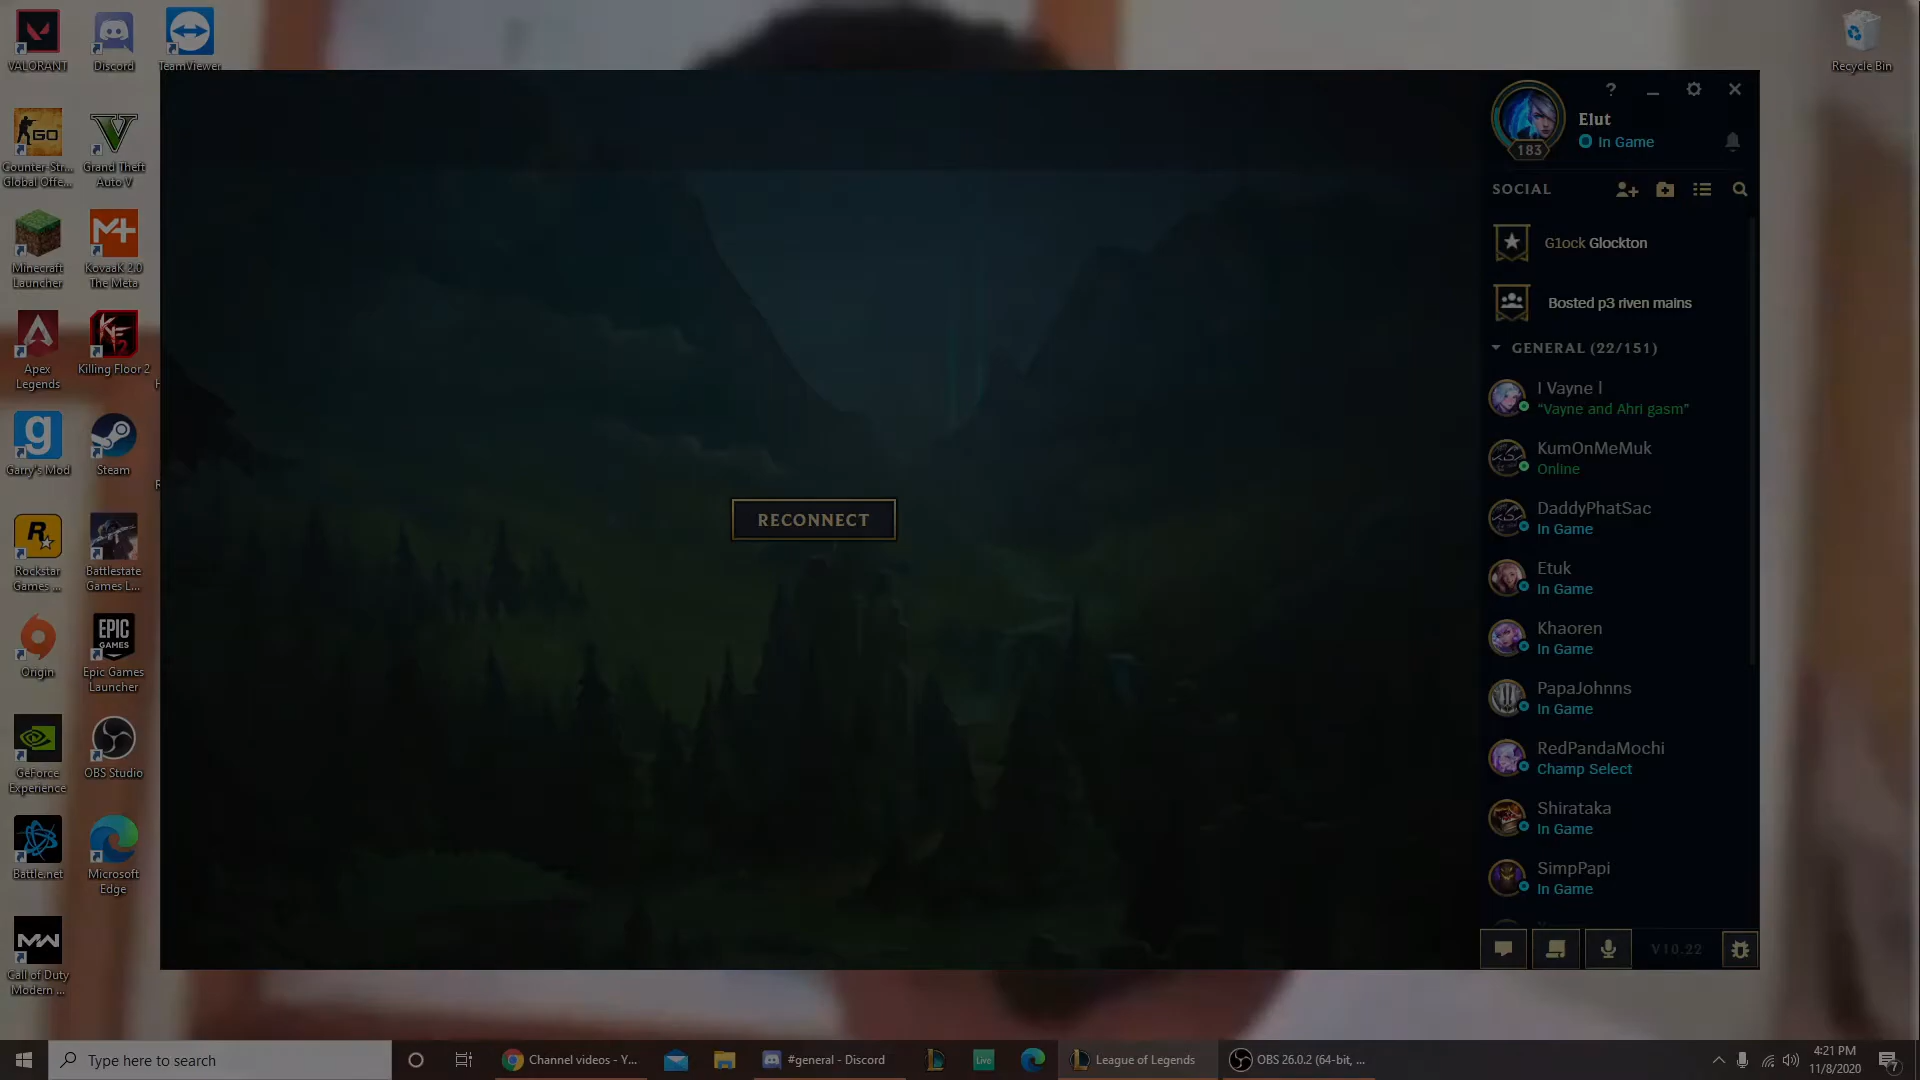 VALORANT
Discord
TeamViewer
Recycle Bin
Counter-Str...
Global Offe...
Grand Theft
Auto V
Minecraft
Launcher
KovaaK 2.0
The Meta
Apex
Legends
Killing Floor 2
Garry's Mod
Steam
Rockstar
Games ...
Battlestate
Games L...
Origin
Epic Games
Launcher
GeForce
Experience
OBS Studio
Battle.net
Microsoft
Edge
Call of Duty
Modern ...
RECONNECT
Elut
In Game
183
SOCIAL
G1ock Glockton
Bosted p3 riven mains
GENERAL (22/151)
I Vayne l
"Vayne and Ahri gasm"
KumOnMeMuk
Online
DaddyPhatSac
In Game
Etuk
In Game
Khaoren
In Game
PapaJohnns
In Game
RedPandaMochi
Champ Select
Shirataka
In Game
SimpPapi
In Game
V10.22
Type here to search
Channel videos - Y...
#general - Discord
Live
League of Legends
OBS 26.0.2 (64-bit, ...
4:21 PM
11/8/2020
7